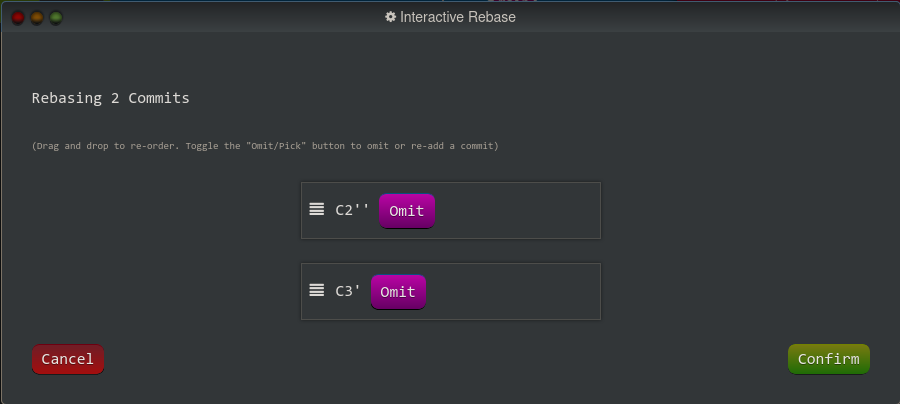 Interactive Rebase
Rebasing 2 Commits
(Drag and drop to re-order. Toggle the "Omit/Pick" button to omit or re-add a commit)
C2'' Omit
C3' Omit
Cancel
Confirm